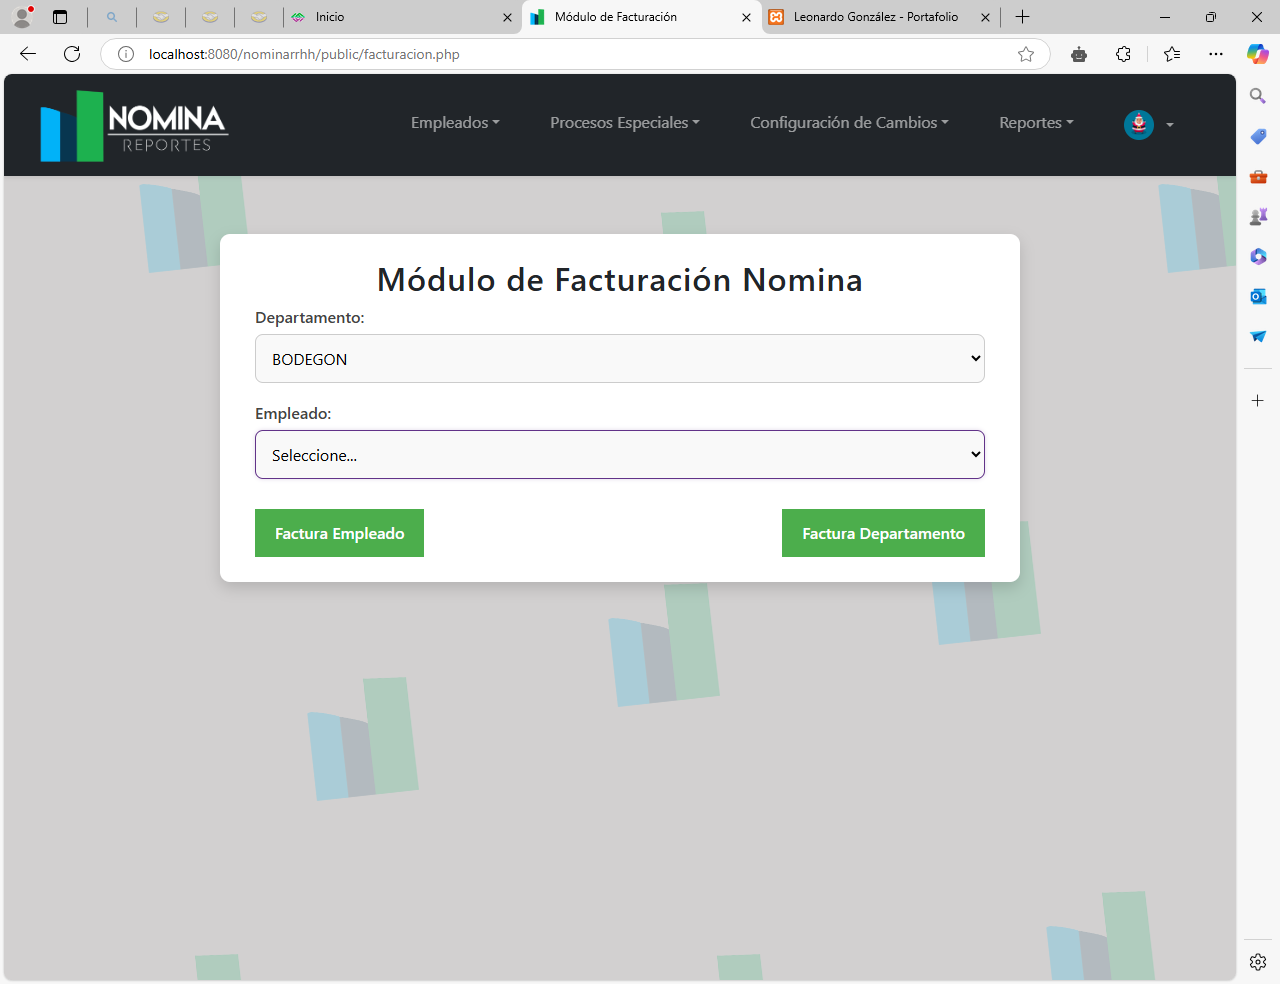 Inicio
Módulo de Facturación
Leonardo González - Portafolio
localhost:8080/nominarrhh/public/facturacion.php
NOMINA
REPORTES
Empleados
Procesos Especiales
Configuración de Cambios
Reportes
Módulo de Facturación Nomina
Departamento:
BODEGON
Empleado:
Seleccione...
Factura Empleado
Factura Departamento